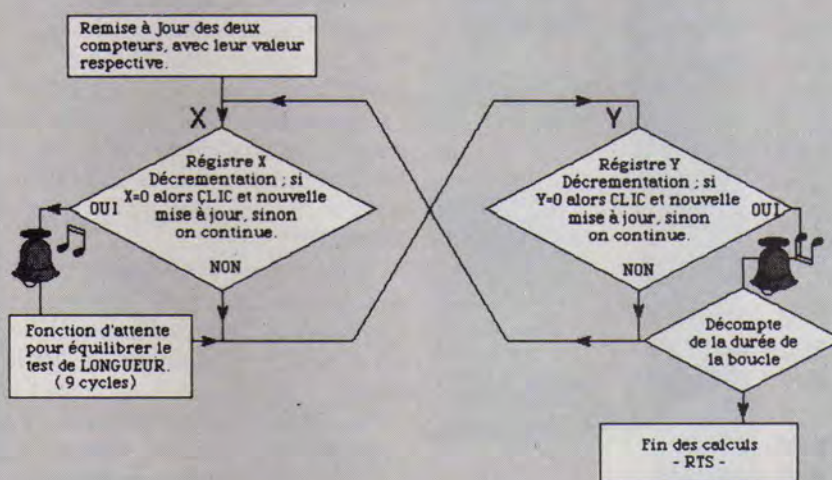 Remise à jour des deux
compteurs, avec leur valeur
respective.
X
Régistre X
Décrementation ; si
X=0 alors CLIC et nouvelle
mise à jour, sinon
on continue.
OUI
NON
Fonction d'attente
pour équilibrer le
test de LONGUEUR.
( 9 cycles)
Y
Régistre Y
Décrementation ; si
Y=0 alors CLIC et nouvelle
mise à jour, sinon
on continue.
OUI
NON
Décompte
de la durée de
la boucle
Fin des calculs
- RTS -